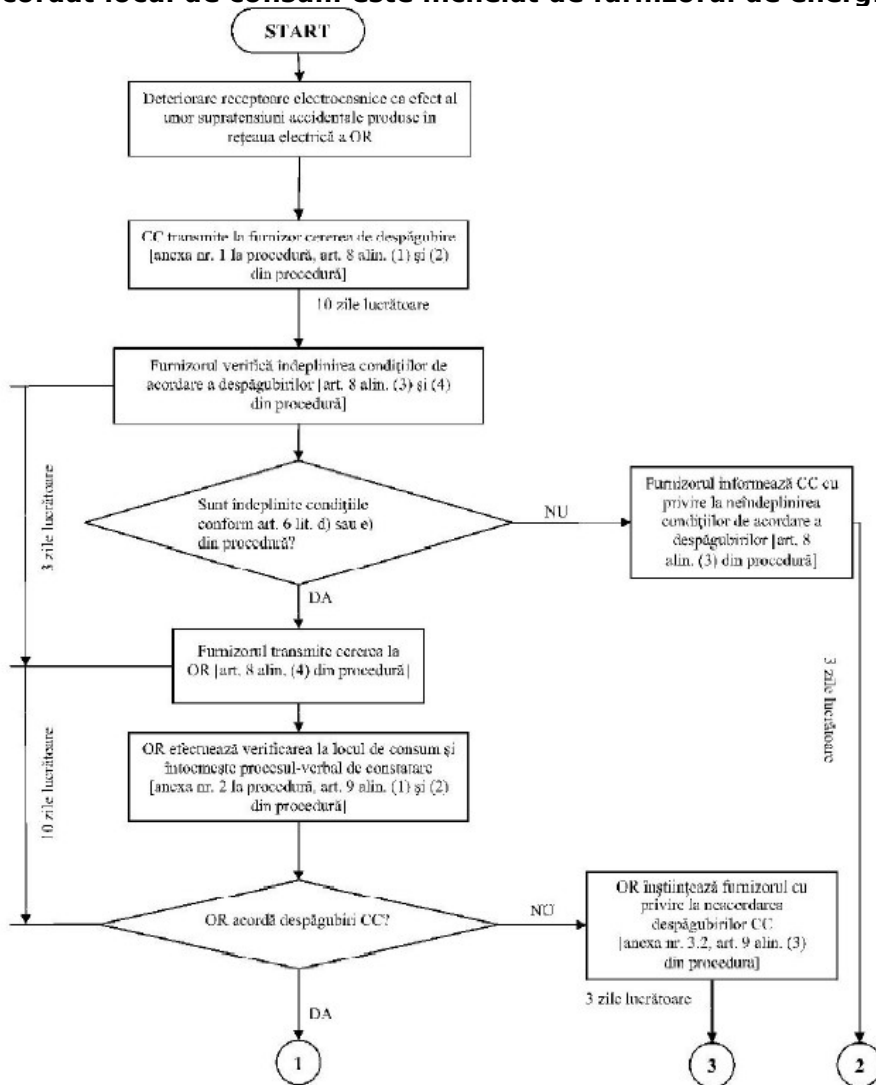 local de consum este încheiat de furnizorul de
START
Deteriorare receptoare electrocasnice ca efect al
unor supratensiuni accidentale produse în
rețeaua electrică a OR
CC transmite la furnizor cererea de despăgubire
[anexa nr. 1 la procedură, art. 8 alin. (1) și (2)
din procedură]
10 zile lucrătoare
Furnizorul verifică îndeplinirea condițiilor de
acordare a despăgubirilor [art. 8 alin. (3) și (4)
din procedură]
3 zile lucrătoare
Sunt îndeplinite condițiile
conform art. 6 lit. d) sau e)
din procedură?
NU
Furnizorul informează CC cu
privire la neîndeplinirea
condițiilor de acordare a
despăgubirilor [art. 8
alin. (3) din procedură]
DA
Furnizorul transmite cererea la
OR [art. 8 alin. (4) din procedură]
3 zile lucrătoare
OR efectuează verificarea la locul de consum și
întocmește procesul-verbal de constatare
[anexa nr. 2 la procedură, art. 9 alin. (1) și (2)
din procedură]
10 zile lucrătoare
OR acordă despăgubiri CC?
NU
OR înștiințează furnizorul cu
privire la neacordarea
despăgubirilor CC
[anexa nr. 3.2, art. 9 alin. (3)
din procedură]
3 zile lucrătoare
DA
1
3
2